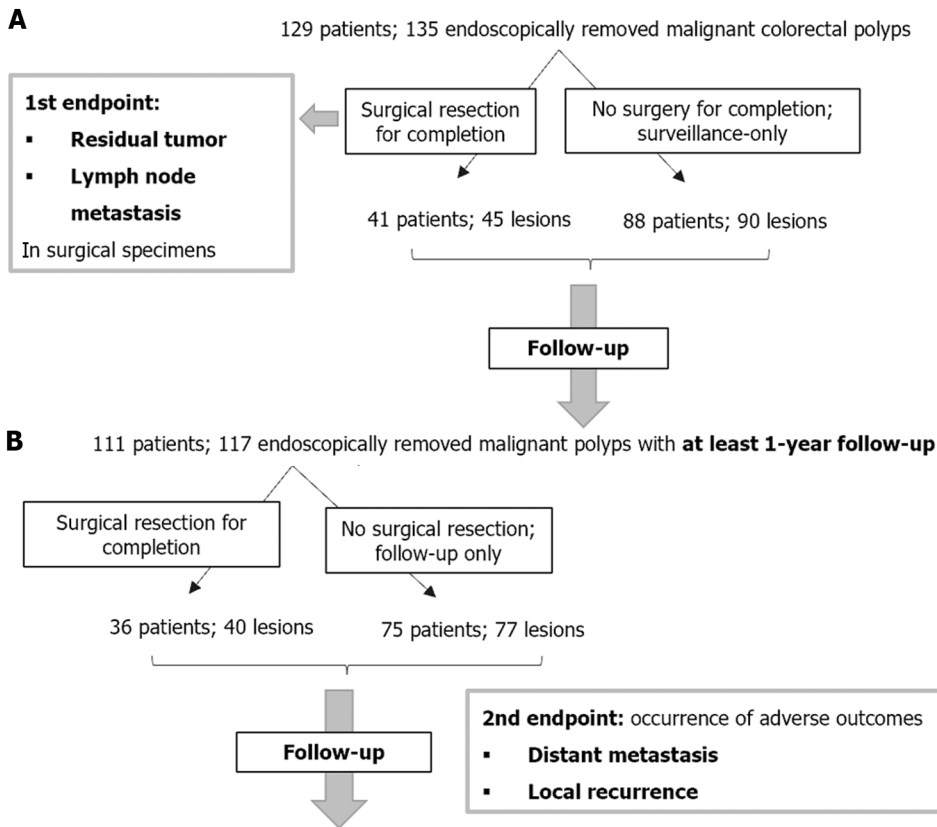 A
129 patients; 135 endoscopically removed malignant colorectal polyps
1st endpoint:
▪ Residual tumor
▪ Lymph node
metastasis
In surgical specimens
Surgical resection
for completion
No surgery for completion;
surveillance-only
41 patients; 45 lesions
88 patients; 90 lesions
Follow-up
B
111 patients; 117 endoscopically removed malignant polyps with at least 1-year follow-up
Surgical resection for
completion
No surgical resection;
follow-up only
36 patients; 40 lesions
75 patients; 77 lesions
Follow-up
2nd endpoint: occurrence of adverse outcomes
▪ Distant metastasis
▪ Local recurrence